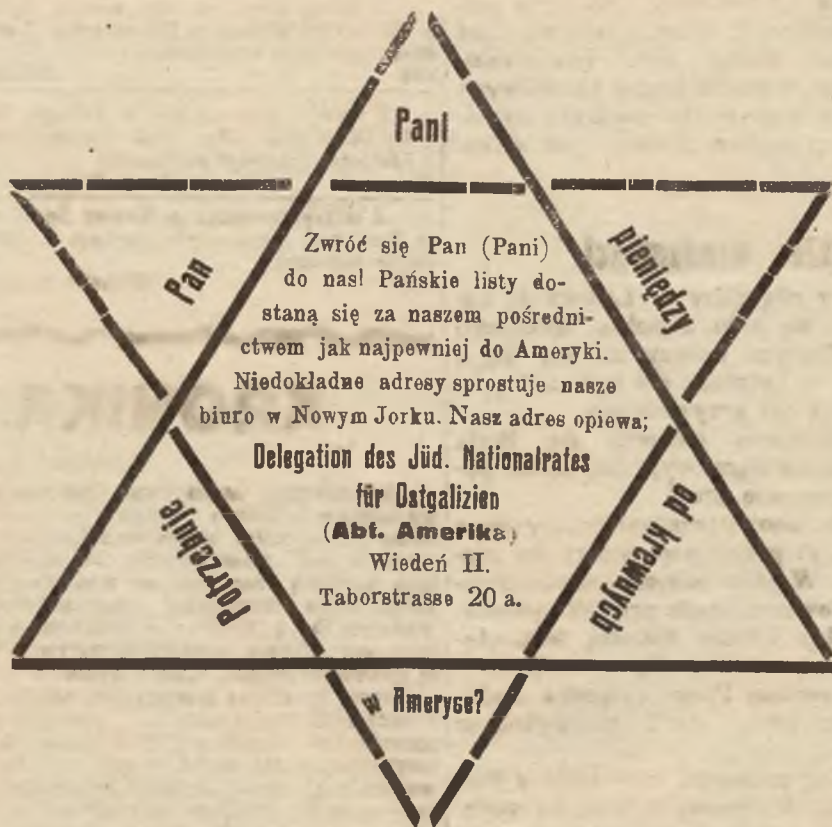 Potrzebuje
Pan
Pani
pieniędzy
od krewnych
w Ameryce?
Zwróć się Pan (Pani)
do nas! Pańskie listy do-
staną się za naszem pośredni-
ctwem jak najpewniej do Ameryki.
Niedokładne adresy sprostuje nasze
biuro w Nowym Jorku. Nasz adres opiewa;
Delegation des Jüd. Nationalrates
für Ostgalizien
(Abt. Amerika)
Wiedeń II.
Taborstrasse 20 a.